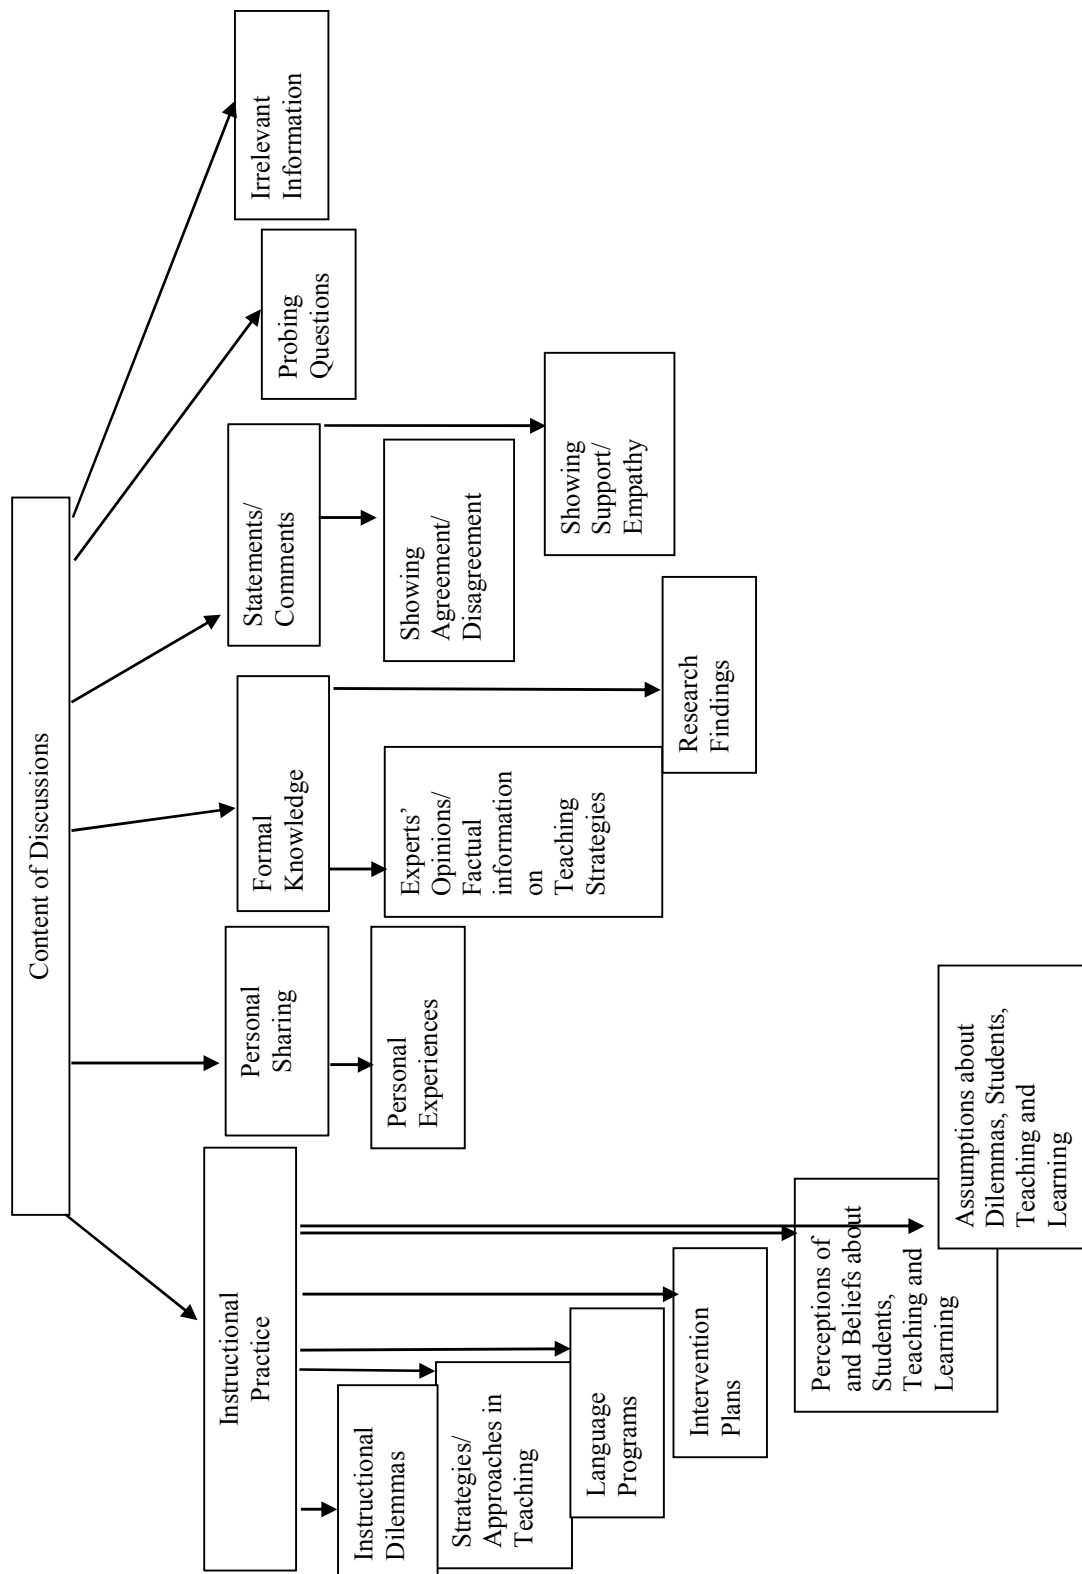 Content of Discussions
Instructional
Practice
Personal
Sharing
Formal
Knowledge
Statements/
Comments
Probing
Questions
Irrelevant
Information
Instructional
Dilemmas
Strategies/
Approaches in
Teaching
Language
Programs
Intervention
Plans
Perceptions of
and Beliefs about
Students,
Teaching and
Learning
Assumptions about
Dilemmas, Students,
Teaching and
Learning
Personal
Experiences
Experts’
Opinions/
Factual
information
on
Teaching
Strategies
Research
Findings
Showing
Agreement/
Disagreement
Showing
Support/
Empathy